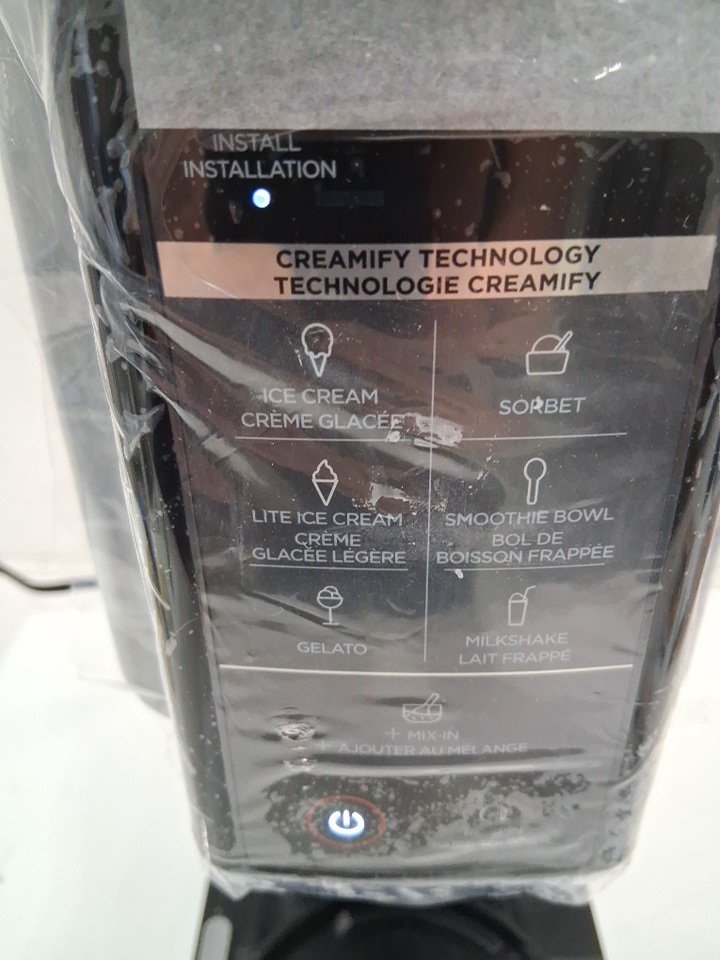 INSTALL
INSTALLATION
CREAMIFY TECHNOLOGY
TECHNOLOGIE CREAMIFY
ICE CREAM
CRÈME GLACÉE
SORBET
LITE ICE CREAM
CRÈME
GLACÉE LÉGÈRE
SMOOTHIE BOWL
BOL DE
BOISSON FRAPPÉE
GELATO
MILKSHAKE
LAIT FRAPPÉ
+ MIX-IN
+ AJOUTER AU MÉLANGE